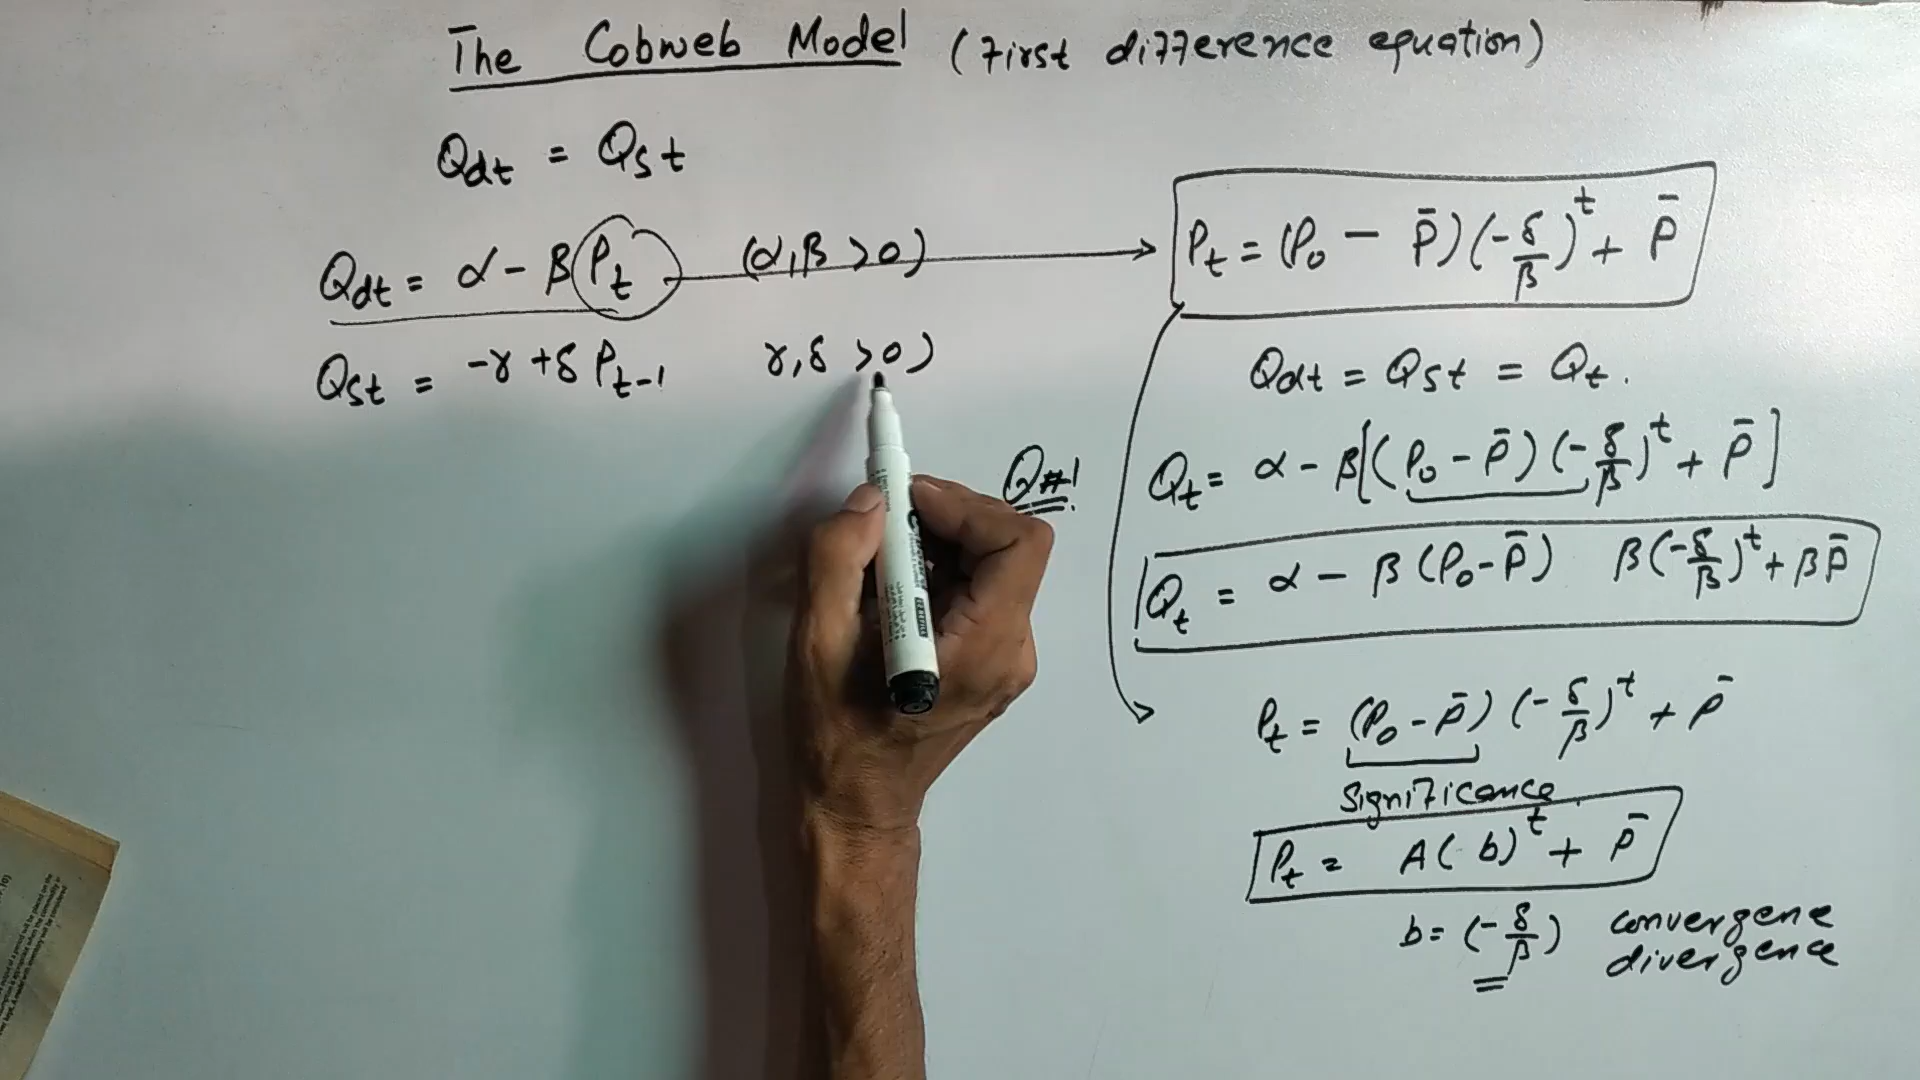 The Cobweb Model (First difference equation)
Qdt = Qst
Qdt = α - β(Pt) (α,β >0)
Qst = -γ + δ Pt-1 γ,δ >0)
Pt = (P0 - P̄)(-δ/β)^t + P̄
Qdt = Qst = Qt.
Q#1
Qt = α - β[(P0 - P̄)(-δ/β)^t + P̄]
Qt = α - β(P0-P̄) β(-δ/β)^t + βP̄
Pt = (P0 - P̄)(-δ/β)^t + P̄
Significance
Pt = A(b)^t + P̄
b = (-δ/β) convergene
divergence